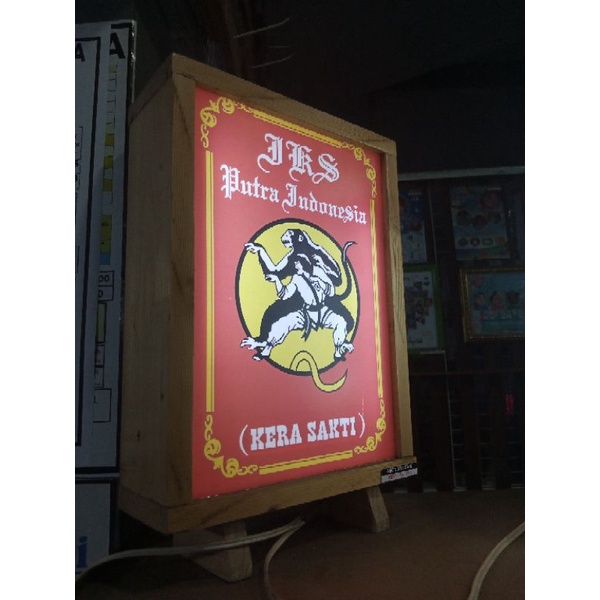 IKS
Putra Indonesia
(KERA SAKTI)